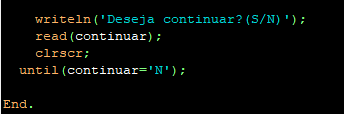 writeln('Deseja continuar?(S/N)');
read(continuar);
clrscr;
until(continuar='N');
End.